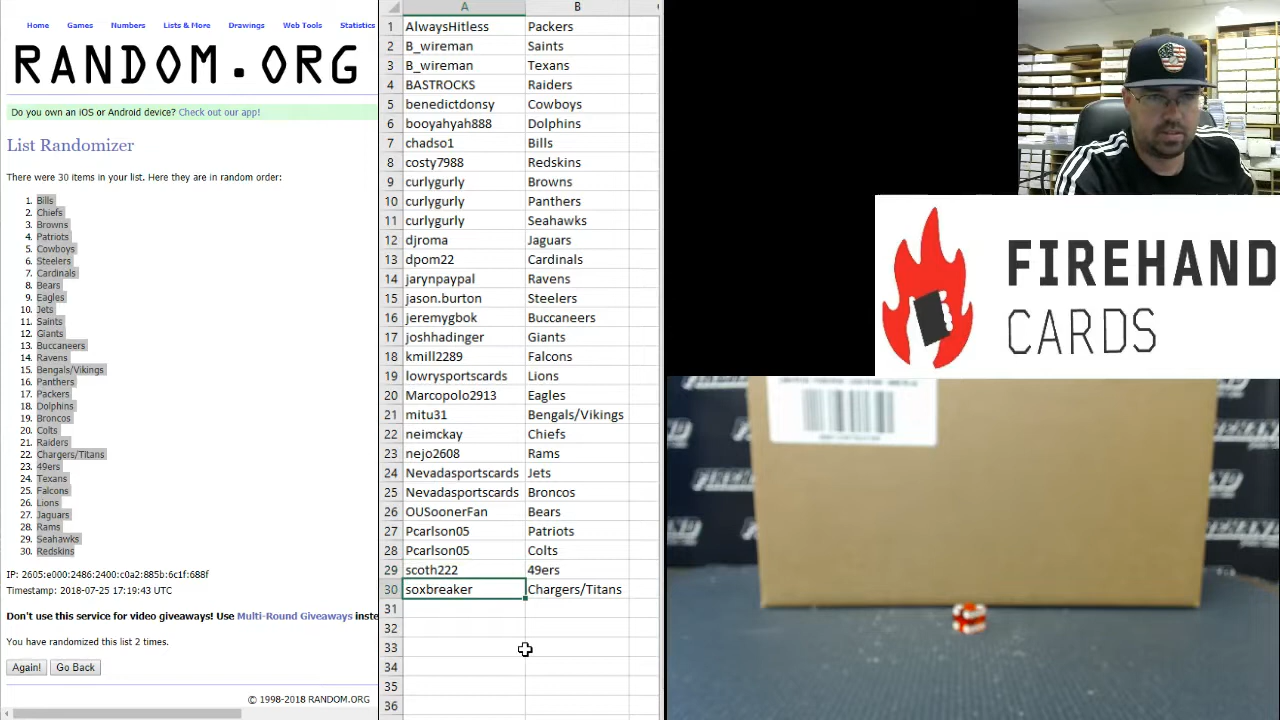 Home Games Numbers Lists & More Drawings Web Tools Statistics
RANDOM.ORG
Do you own an iOS or Android device? Check out our app!
List Randomizer
There were 30 items in your list. Here they are in random order:
1. Bills
2. Chiefs
3. Browns
4. Patriots
5. Cowboys
6. Steelers
7. Cardinals
8. Bears
9. Eagles
10. Jets
11. Saints
12. Giants
13. Buccaneers
14. Ravens
15. Bengals/Vikings
16. Panthers
17. Packers
18. Dolphins
19. Broncos
20. Colts
21. Raiders
22. Chargers/Titans
23. 49ers
24. Texans
25. Falcons
26. Lions
27. Jaguars
28. Rams
29. Seahawks
30. Redskins
IP: 2605:e000:2486:2400:c0a2:885b:6c1f:688f
Timestamp: 2018-07-25 17:19:43 UTC
Don't use this service for video giveaways! Use Multi-Round Giveaways inste
You have randomized this list 2 times.
Again! Go Back
© 1998-2018 RANDOM.ORG
A B
1 AlwaysHitless Packers
2 B_wireman Saints
3 B_wireman Texans
4 BASTROCKS Raiders
5 benedictdonsy Cowboys
6 booyahyah888 Dolphins
7 chadso1 Bills
8 costy7988 Redskins
9 curlygurly Browns
10 curlygurly Panthers
11 curlygurly Seahawks
12 djroma Jaguars
13 dpom22 Cardinals
14 jarynpaypal Ravens
15 jason.burton Steelers
16 jeremygbok Buccaneers
17 joshhadinger Giants
18 kmill2289 Falcons
19 lowrysportscards Lions
20 Marcopolo2913 Eagles
21 mitu31 Bengals/Vikings
22 neimckay Chiefs
23 nejo2608 Rams
24 Nevadasportscards Jets
25 Nevadasportscards Broncos
26 OUSoonerFan Bears
27 Pcarlson05 Patriots
28 Pcarlson05 Colts
29 scoth222 49ers
30 soxbreaker Chargers/Titans
31
32
33
34
35
36
FIREHAND
CARDS